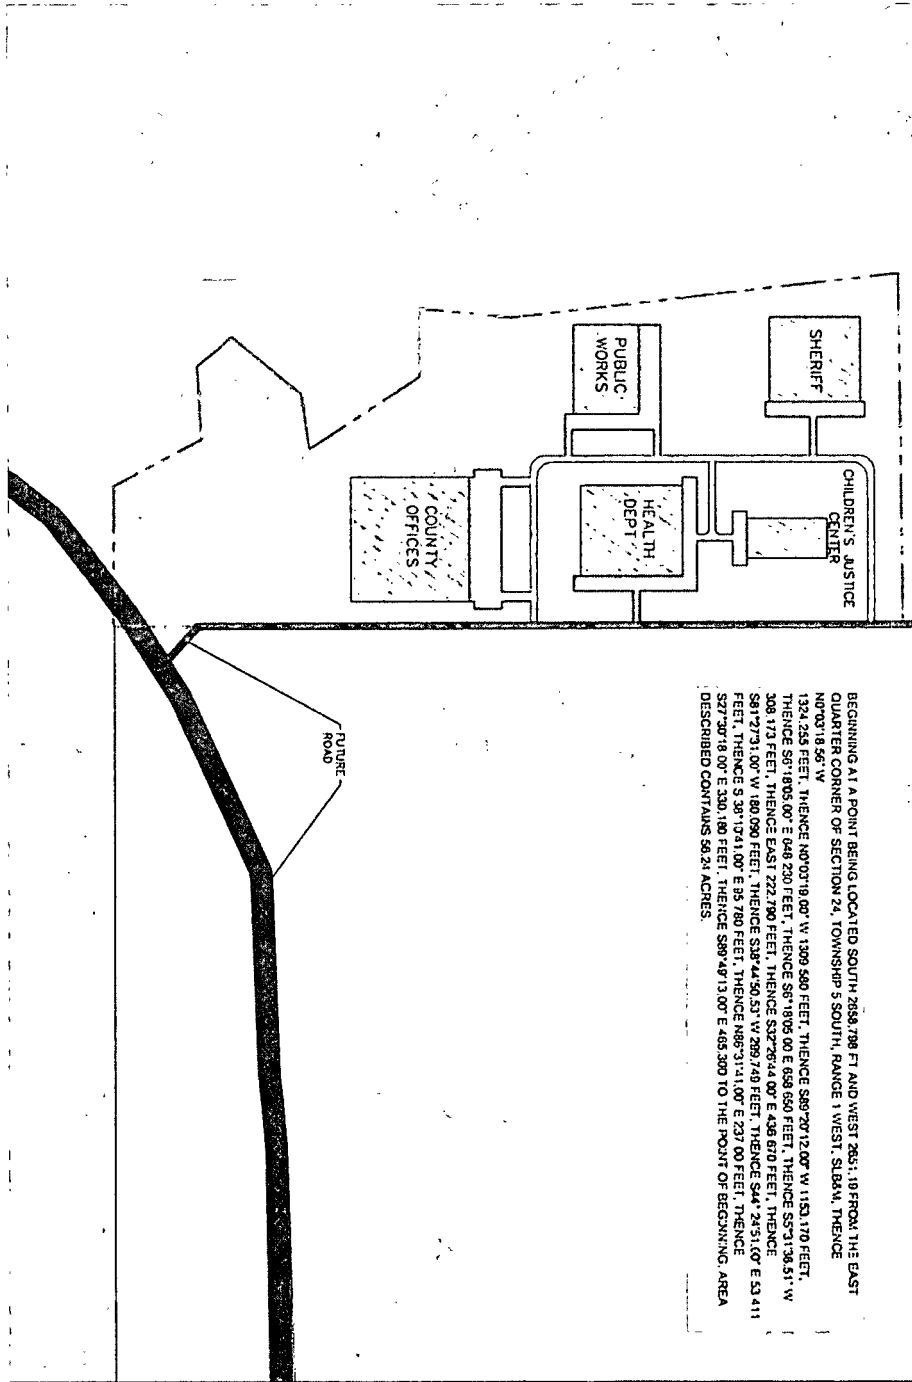 SHERIFF
PUBLIC
WORKS
CHILDREN'S JUSTICE
CENTER
HEALTH
DEPT
COUNTY
OFFICES
FUTURE
ROAD
BEGINNING AT A POINT BEING LOCATED SOUTH 2658.798 FT AND WEST 2651.19 FROM THE EAST
QUARTER CORNER OF SECTION 24, TOWNSHIP 5 SOUTH, RANGE 1 WEST, SLB&M, THENCE
N0°03'18.56" W
1324.255 FEET, THENCE N0°03'19.00" W 1309 580 FEET, THENCE S89°20'12.00" W 1153.170 FEET,
THENCE S6°18'05.00" E 648 230 FEET, THENCE S6°18'05 00 E 658 650 FEET, THENCE S5°31'36.51" W
308.173 FEET, THENCE EAST 222.790 FEET, THENCE S32°26'44 00" E 436 670 FEET, THENCE
S81°27'31.00" W 180.090 FEET, THENCE S38°44'50.53" W 299.749 FEET, THENCE S44° 24'51.00" E 53 411
FEET, THENCE S 38°10'41.00" E 95 780 FEET, THENCE N86°31'41.00" E 237 00 FEET, THENCE
S27°30'18 00" E 330.180 FEET, THENCE S89°49'13.00" E 465.300 TO THE POINT OF BEGINNING. AREA
DESCRIBED CONTAINS 56.24 ACRES.